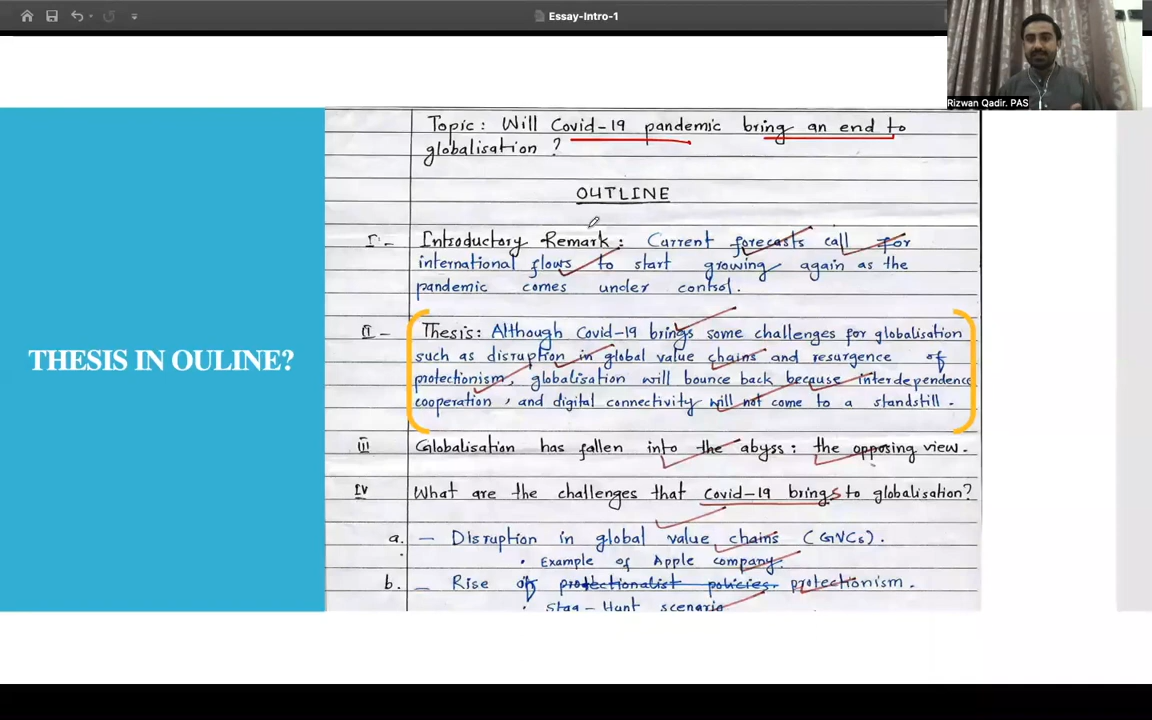 Essay-Intro-1
Rizwan Qadir. PAS
THESIS IN OULINE?
Topic: Will Covid-19 pandemic bring an end to
globalisation ?
OUTLINE
I - Introductory Remark : Current forecasts call for
international flows to start growing again as the
pandemic comes under control.
II - Thesis: Although Covid-19 brings some challenges for globalisation
such as disruption in global value chains and resurgence of
protectionism, globalisation will bounce back because interdependence
cooperation, and digital connectivity will not come to a standstill.
III Globalisation has fallen into the abyss: the opposing view.
IV What are the challenges that Covid-19 brings to globalisation?
a. - Disruption in global value chains (GVCs).
• Example of Apple company.
b. - Rise of protectionist policies. protectionism.
• Stag-Hunt scenario